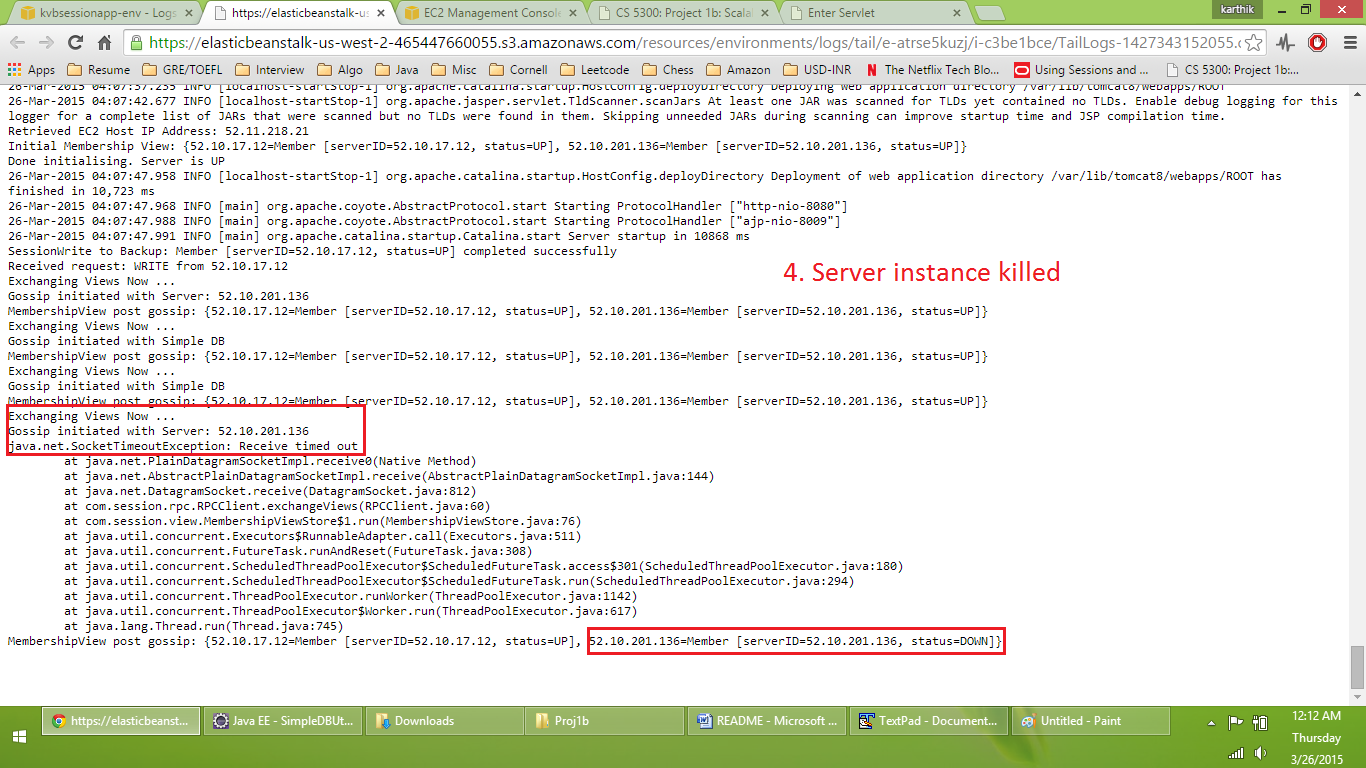 kvbsessionapp-env - Logs
https://elasticbeanstalk-us-
EC2 Management Console
CS 5300: Project 1b: Scala
Enter Servlet
karthik
https://elasticbeanstalk-us-west-2-465447660055.s3.amazonaws.com/resources/environments/logs/tail/e-atrse5kuzj/i-c3be1bce/TailLogs-1427343152055.
Apps
Resume
GRE/TOEFL
Interview
Algo
Java
Misc
Cornell
Leetcode
Chess
Amazon
USD-INR
The Netflix Tech Blo...
Using Sessions and ...
CS 5300: Project 1b:...
26-Mar-2015 04:07:37.235 INFO [localhost-startStop-1] org.apache.catalina.startup.HostConfig.deployDirectory Deploying web application directory /var/lib/tomcat8/webapps/ROOT
26-Mar-2015 04:07:42.677 INFO [localhost-startStop-1] org.apache.jasper.servlet.TldScanner.scanJars At least one JAR was scanned for TLDs yet contained no TLDs. Enable debug logging for this
logger for a complete list of JARs that were scanned but no TLDs were found in them. Skipping unneeded JARs during scanning can improve startup time and JSP compilation time.
Retrieved EC2 Host IP Address: 52.11.218.21
Initial Membership View: {52.10.17.12=Member [serverID=52.10.17.12, status=UP], 52.10.201.136=Member [serverID=52.10.201.136, status=UP]}
Done initialising. Server is UP
26-Mar-2015 04:07:47.958 INFO [localhost-startStop-1] org.apache.catalina.startup.HostConfig.deployDirectory Deployment of web application directory /var/lib/tomcat8/webapps/ROOT has
finished in 10,723 ms
26-Mar-2015 04:07:47.968 INFO [main] org.apache.coyote.AbstractProtocol.start Starting ProtocolHandler ["http-nio-8080"]
26-Mar-2015 04:07:47.988 INFO [main] org.apache.coyote.AbstractProtocol.start Starting ProtocolHandler ["ajp-nio-8009"]
26-Mar-2015 04:07:47.991 INFO [main] org.apache.catalina.startup.Catalina.start Server startup in 10868 ms
SessionWrite to Backup: Member [serverID=52.10.17.12, status=UP] completed successfully
Received request: WRITE from 52.10.17.12
4. Server instance killed
Exchanging Views Now ...
Gossip initiated with Server: 52.10.201.136
MembershipView post gossip: {52.10.17.12=Member [serverID=52.10.17.12, status=UP], 52.10.201.136=Member [serverID=52.10.201.136, status=UP]}
Exchanging Views Now ...
Gossip initiated with Simple DB
MembershipView post gossip: {52.10.17.12=Member [serverID=52.10.17.12, status=UP], 52.10.201.136=Member [serverID=52.10.201.136, status=UP]}
Exchanging Views Now ...
Gossip initiated with Simple DB
MembershipView post gossip: {52.10.17.12=Member [serverID=52.10.17.12, status=UP], 52.10.201.136=Member [serverID=52.10.201.136, status=UP]}
Exchanging Views Now ...
Gossip initiated with Server: 52.10.201.136
java.net.SocketTimeoutException: Receive timed out
at java.net.PlainDatagramSocketImpl.receive0(Native Method)
at java.net.AbstractPlainDatagramSocketImpl.receive(AbstractPlainDatagramSocketImpl.java:144)
at java.net.DatagramSocket.receive(DatagramSocket.java:812)
at com.session.rpc.RPCClient.exchangeViews(RPCClient.java:60)
at com.session.view.MembershipViewStore$1.run(MembershipViewStore.java:76)
at java.util.concurrent.Executors$RunnableAdapter.call(Executors.java:511)
at java.util.concurrent.FutureTask.runAndReset(FutureTask.java:308)
at java.util.concurrent.ScheduledThreadPoolExecutor$ScheduledFutureTask.access$301(ScheduledThreadPoolExecutor.java:180)
at java.util.concurrent.ScheduledThreadPoolExecutor$ScheduledFutureTask.run(ScheduledThreadPoolExecutor.java:294)
at java.util.concurrent.ThreadPoolExecutor.runWorker(ThreadPoolExecutor.java:1142)
at java.util.concurrent.ThreadPoolExecutor$Worker.run(ThreadPoolExecutor.java:617)
at java.lang.Thread.run(Thread.java:745)
MembershipView post gossip: {52.10.17.12=Member [serverID=52.10.17.12, status=UP], 52.10.201.136=Member [serverID=52.10.201.136, status=DOWN]}
https://elasticbeanst...
Java EE - SimpleDBUt...
Downloads
Proj1b
README - Microsoft ...
TextPad - Document...
Untitled - Paint
12:12 AM
Thursday
3/26/2015